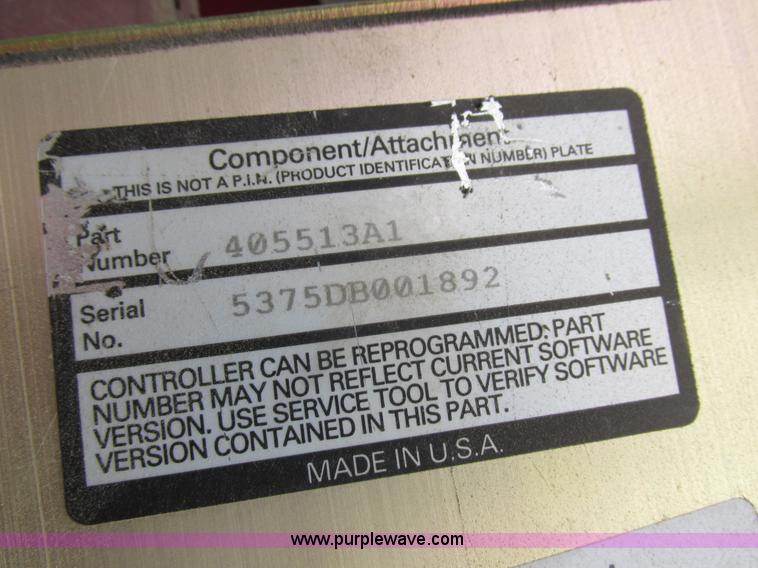 Component/Attachment
THIS IS NOT A P.I.N. (PRODUCT IDENTIFICATION NUMBER) PLATE
Part
Number 405513A1
Serial
No. 5375DB001892
CONTROLLER CAN BE REPROGRAMMED: PART
NUMBER MAY NOT REFLECT CURRENT SOFTWARE
VERSION. USE SERVICE TOOL TO VERIFY SOFTWARE
VERSION CONTAINED IN THIS PART.
MADE IN U.S.A.
www.purplewave.com